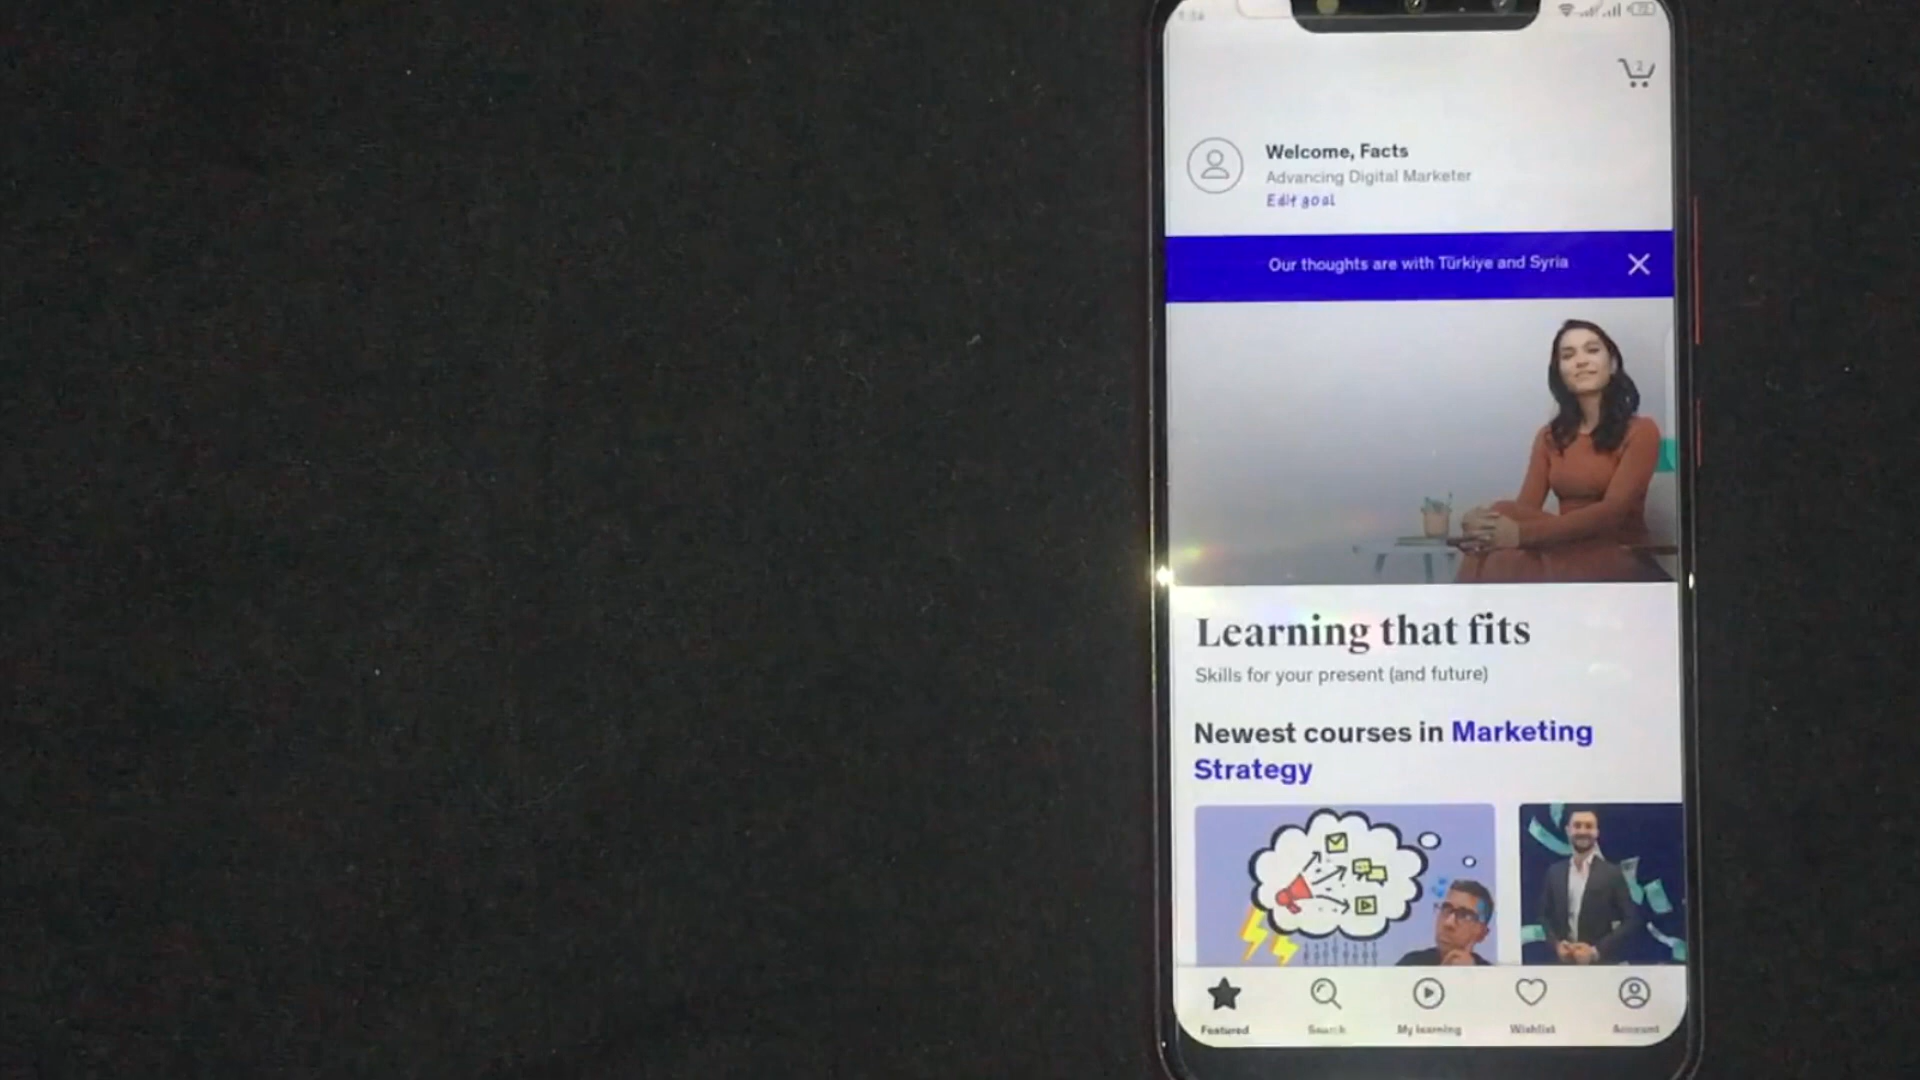 2
Welcome, Facts
Advancing Digital Marketer
Edit goal
Our thoughts are with Türkiye and Syria
Learning that fits
Skills for your present (and future)
Newest courses in Marketing
Strategy
Featured
Search
My learning
Wishlist
Account